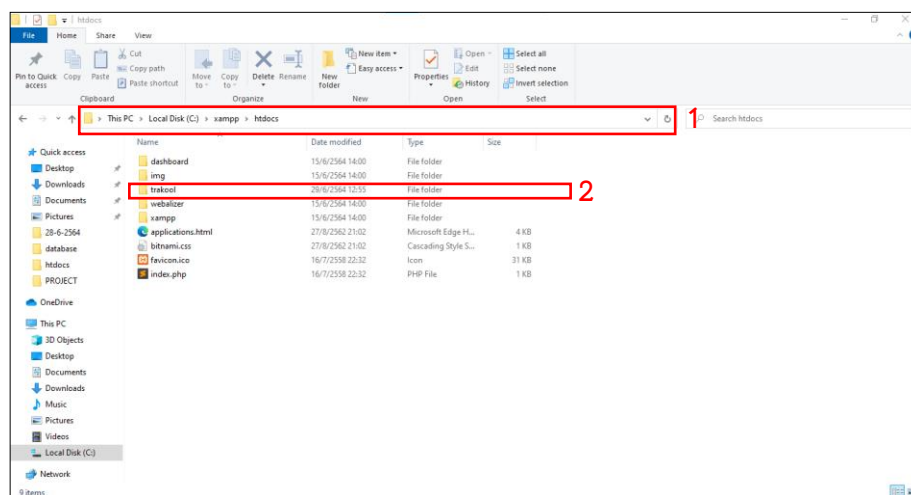 htdocs
File Home Share View
Pin to Quick access
Copy
Paste
Cut
Copy path
Paste shortcut
Clipboard
Move to
Copy to
Delete
Rename
Organize
New folder
New item
Easy access
New
Properties
Open
Edit
History
Open
Select all
Select none
Invert selection
Select
This PC > Local Disk (C:) > xampp > htdocs
1
Search htdocs
Name Date modified Type Size
dashboard 15/6/2564 14:00 File folder
img 15/6/2564 14:00 File folder
trakool 29/6/2564 12:55 File folder
2
webalizer 15/6/2564 14:00 File folder
xampp 15/6/2564 14:00 File folder
applications.html 27/8/2562 21:02 Microsoft Edge H... 4 KB
bitnami.css 27/8/2562 21:02 Cascading Style S... 1 KB
favicon.ico 16/7/2558 22:32 Icon 31 KB
index.php 16/7/2558 22:32 PHP File 1 KB
Quick access
Desktop
Downloads
Documents
Pictures
28-6-2564
database
htdocs
PROJECT
OneDrive
This PC
3D Objects
Desktop
Documents
Downloads
Music
Pictures
Videos
Local Disk (C:)
Network
9 items